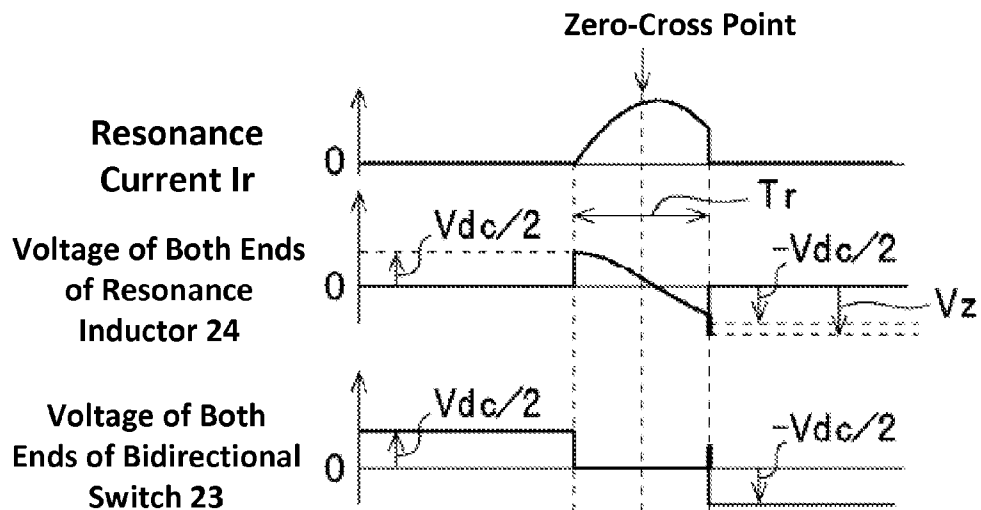 Zero-Cross Point
Resonance
Current Ir
0
Tr
Voltage of Both Ends
of Resonance
Inductor 24
0
Vdc/2
-Vdc/2
Vz
Voltage of Both
Ends of Bidirectional
Switch 23
0
Vdc/2
-Vdc/2